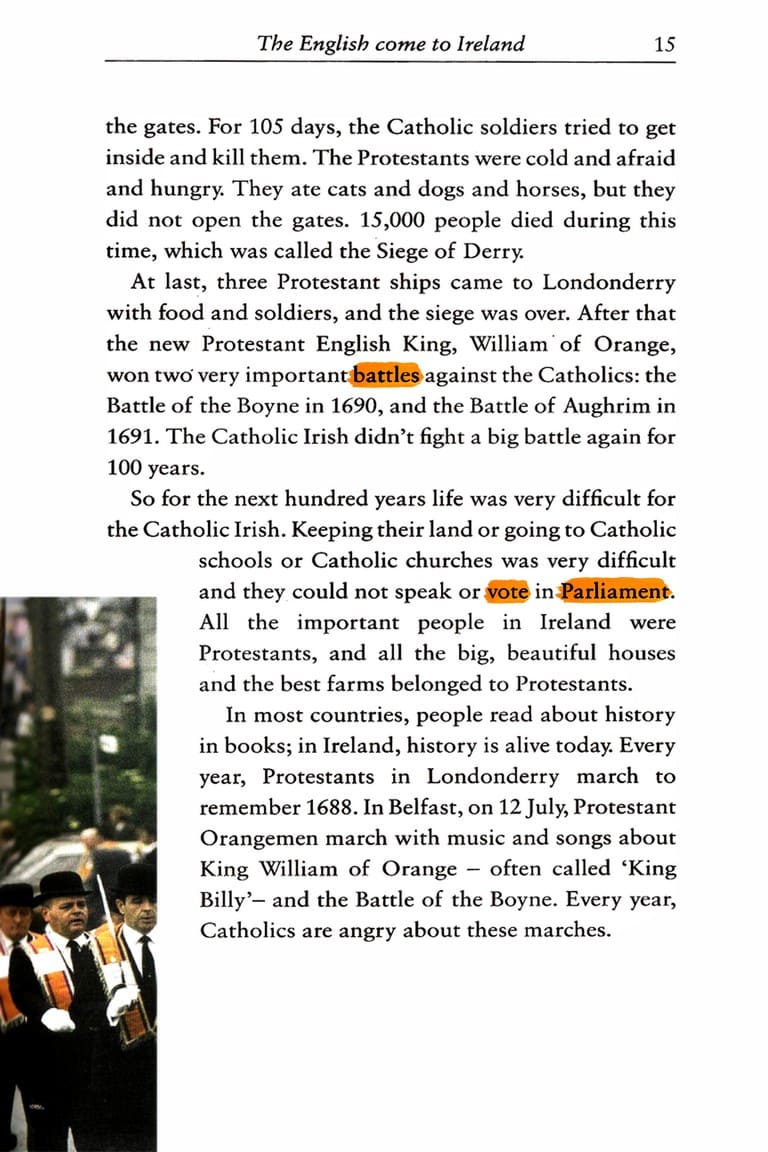 The English come to Ireland 15
the gates. For 105 days, the Catholic soldiers tried to get
inside and kill them. The Protestants were cold and afraid
and hungry. They ate cats and dogs and horses, but they
did not open the gates. 15,000 people died during this
time, which was called the Siege of Derry.
At last, three Protestant ships came to Londonderry
with food and soldiers, and the siege was over. After that
the new Protestant English King, William of Orange,
won two very important battles against the Catholics: the
Battle of the Boyne in 1690, and the Battle of Aughrim in
1691. The Catholic Irish didn't fight a big battle again for
100 years.
So for the next hundred years life was very difficult for
the Catholic Irish. Keeping their land or going to Catholic
schools or Catholic churches was very difficult
and they could not speak or vote in Parliament.
All the important people in Ireland were
Protestants, and all the big, beautiful houses
and the best farms belonged to Protestants.
In most countries, people read about history
in books; in Ireland, history is alive today. Every
year, Protestants in Londonderry march to
remember 1688. In Belfast, on 12 July, Protestant
Orangemen march with music and songs about
King William of Orange – often called ‘King
Billy’– and the Battle of the Boyne. Every year,
Catholics are angry about these marches.